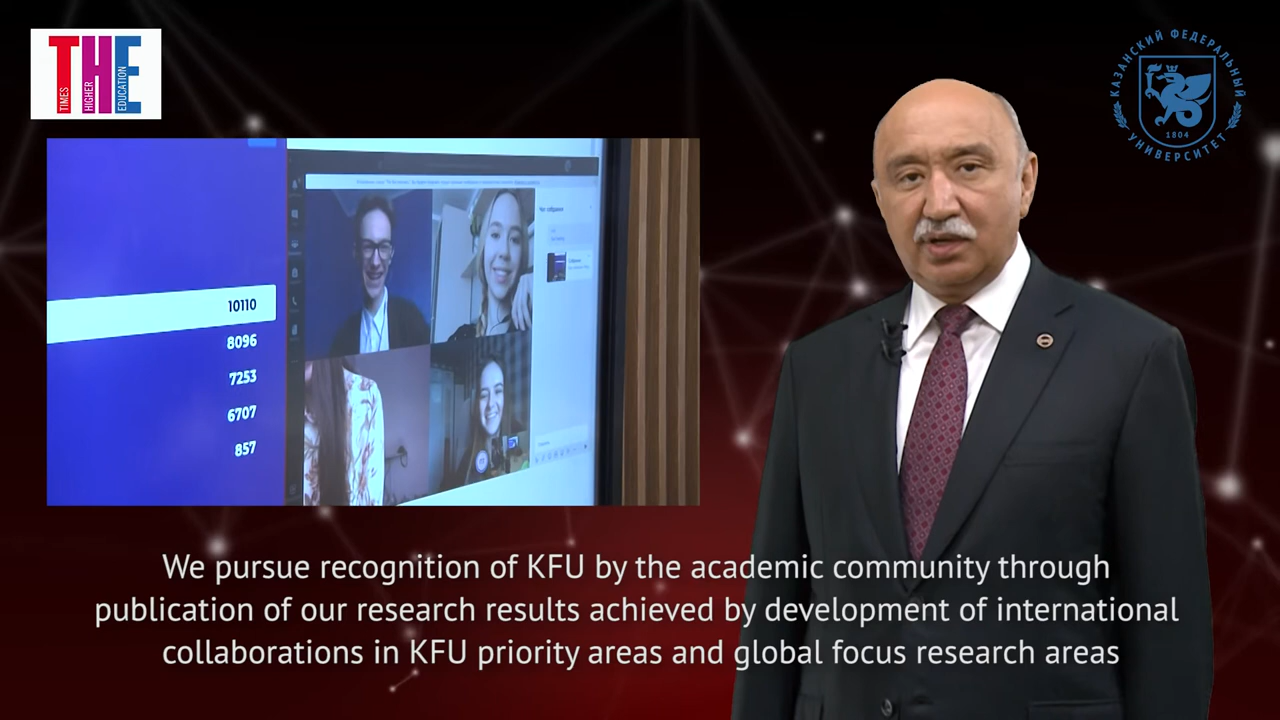 THE
TIMES
HIGHER
EDUCATION
КАЗАНСКИЙ ФЕДЕРАЛЬНЫЙ
УНИВЕРСИТЕТ
1804
10110
8096
7253
6707
857
We pursue recognition of KFU by the academic community through
publication of our research results achieved by development of international
collaborations in KFU priority areas and global focus research areas